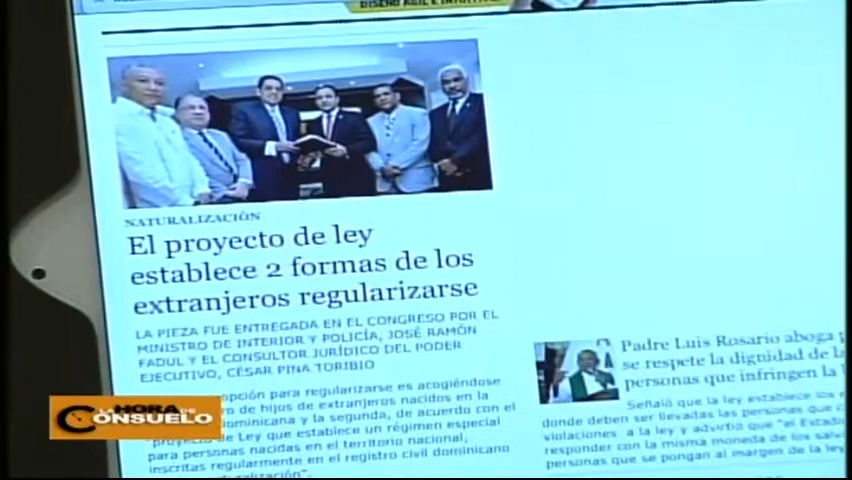 NATURALIZACIÓN
El proyecto de ley
establece 2 formas de los
extranjeros regularizarse
LA PIEZA FUE ENTREGADA EN EL CONGRESO POR EL
MINISTRO DE INTERIOR Y POLICÍA, JOSÉ RAMÓN
FADUL Y EL CONSULTOR JURÍDICO DEL PODER
EJECUTIVO, CÉSAR PINA TORIBIO
opción para regularizarse es acogiéndose
de hijos de extranjeros nacidos en la
dominicana y la segunda, de acuerdo con el
"proyecto de Ley que establece un régimen especial
para personas nacidas en el territorio nacional,
inscritas regularmente en el registro civil dominicano
Padre Luis Rosario aboga
se respete la dignidad de
personas que infringen la
Señaló que la ley establece los
donde deben ser llevadas las personas que
violaciones a la ley y advirtió que "el
responder con la misma moneda de los
personas que se pongan al margen de la
LA HORA DE
CONSUELO